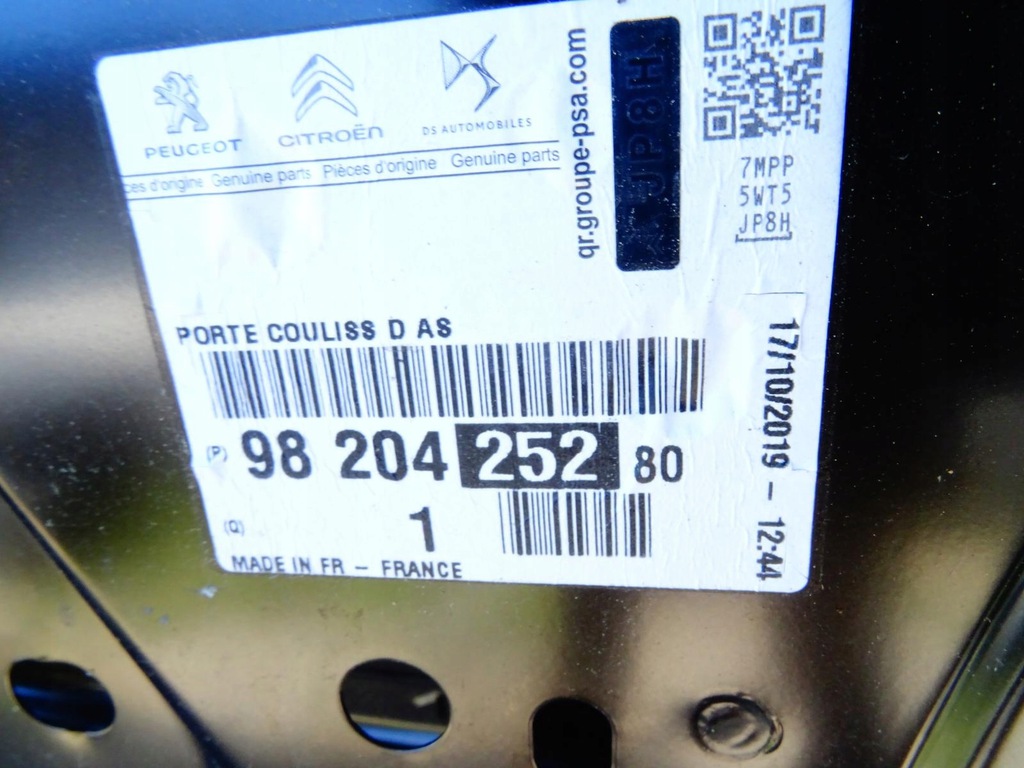 PEUGEOT
CITROËN
DS AUTOMOBILES
ces d'origine Genuine parts Pièces d'origine Genuine parts
qr.groupe-psa.com
JP8H
7MPP
5WT5
JP8H
PORTE COULISS D AS
(P) 98 204 252 80
(Q) 1
MADE IN FR - FRANCE
17/10/2019 - 12:44